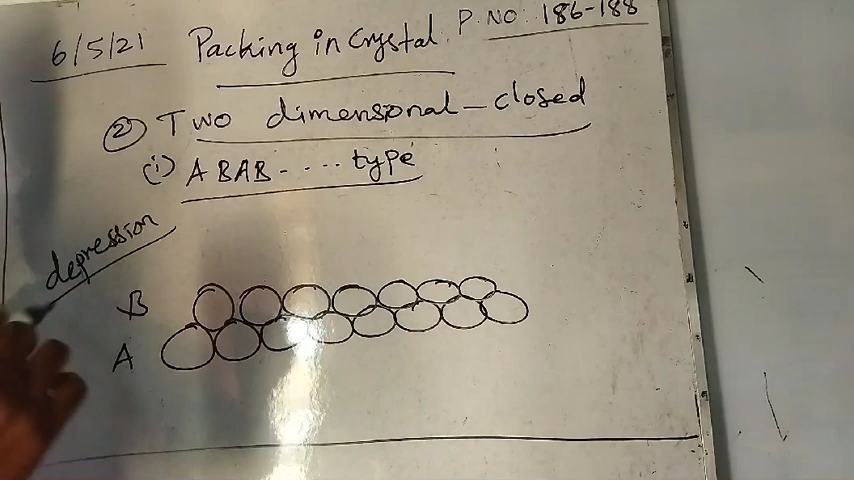 6/5/21 Packing in Crystal P. NO: 186-188
② Two dimensional - closed
(i) ABAB - .... type
depression
B
A